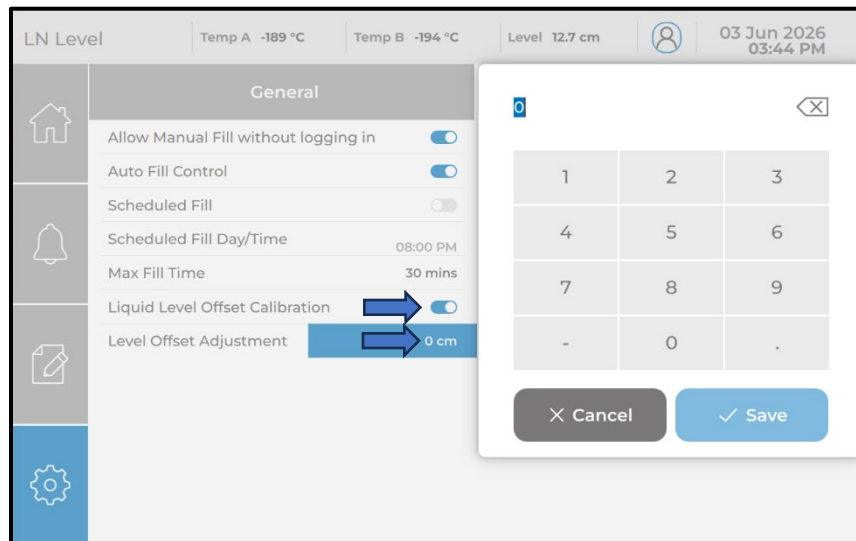 LN Level
Temp A -189 °C
Temp B -194 °C
Level 12.7 cm
03 Jun 2026
03:44 PM
General
Allow Manual Fill without logging in
Auto Fill Control
Scheduled Fill
Scheduled Fill Day/Time 08:00 PM
Max Fill Time 30 mins
Liquid Level Offset Calibration
Level Offset Adjustment 0 cm
0
1 2 3
4 5 6
7 8 9
- 0 .
Cancel Save